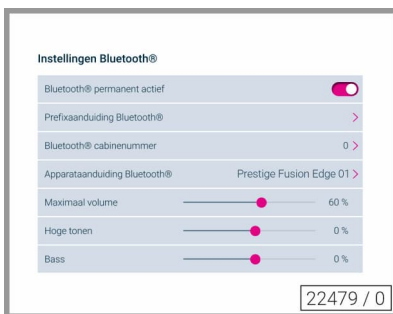 Instellingen Bluetooth®
Bluetooth® permanent actief
Prefixaanduiding Bluetooth®
Bluetooth® cabinenummer 0
Apparataanduiding Bluetooth® Prestige Fusion Edge 01
Maximaal volume 60 %
Hoge tonen 0 %
Bass 0 %
22479 / 0